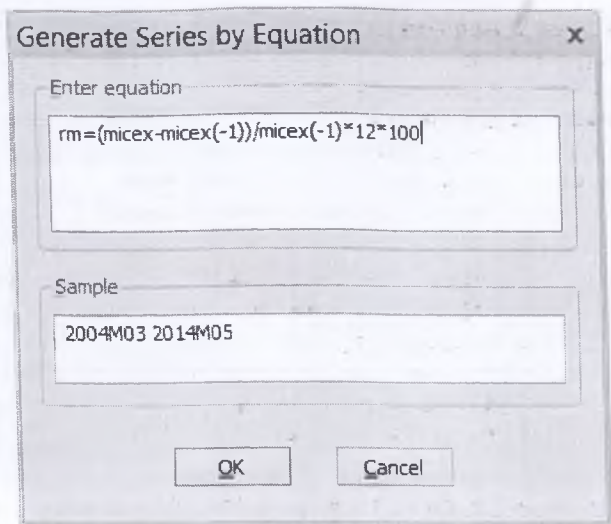 Generate Series by Equation
x
Enter equation
rm=(micex-micex(-1))/micex(-1)*12*100
Sample
2004M03 2014M05
OK
Cancel